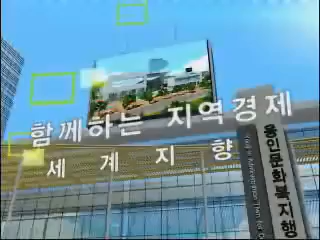 함께하는 지역경제
세계지향
용인문화복지행